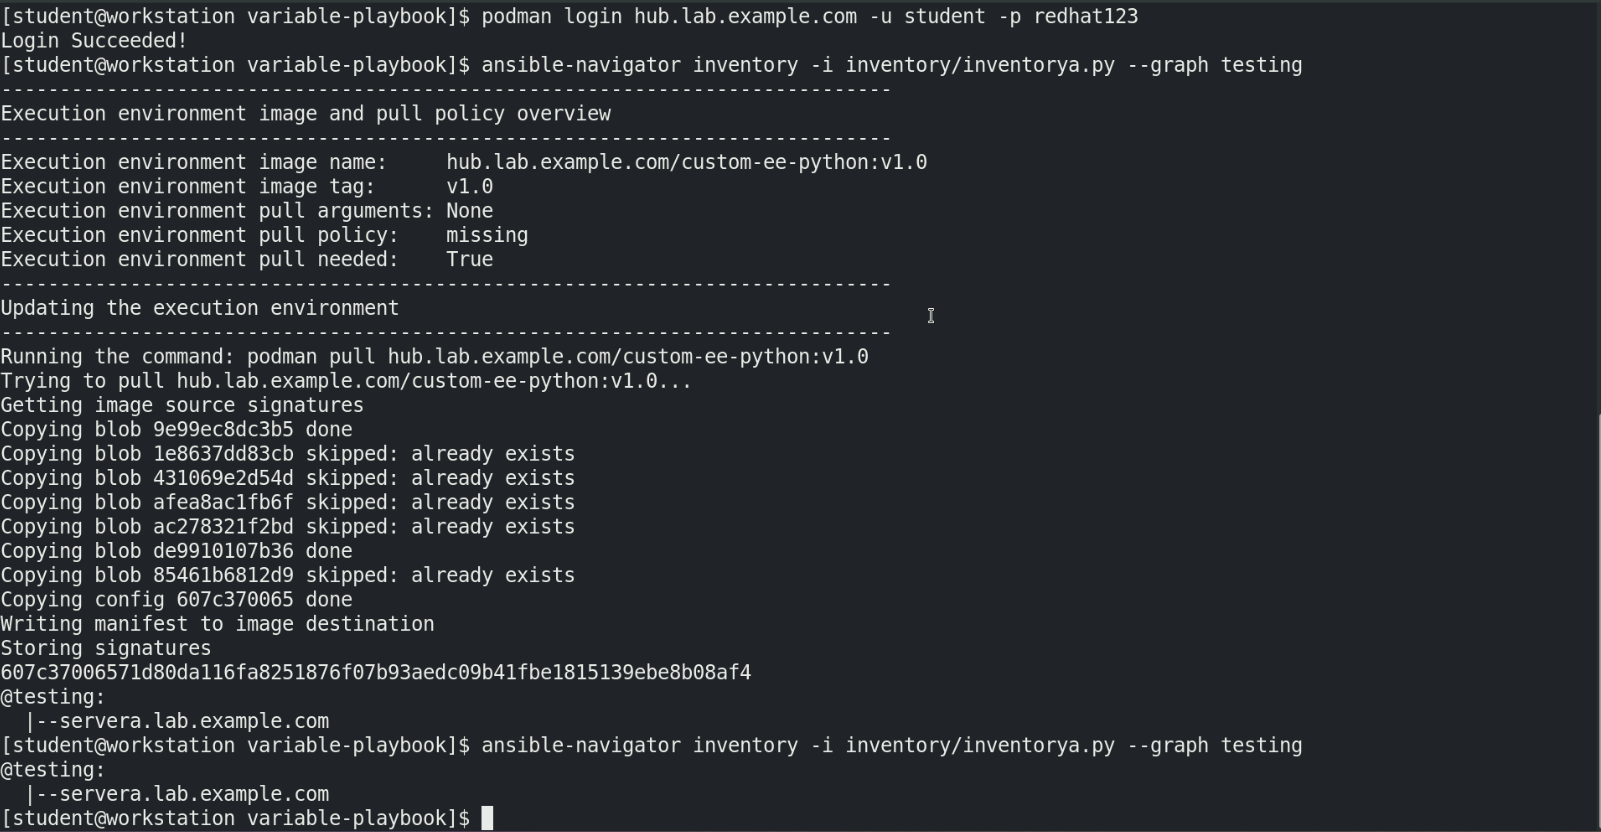 [student@workstation variable-playbook]$ podman login hub.lab.example.com -u student -p redhat123
Login Succeeded!
[student@workstation variable-playbook]$ ansible-navigator inventory -i inventory/inventorya.py --graph testing
----------------------------------------------------------------------------
Execution environment image and pull policy overview
----------------------------------------------------------------------------
Execution environment image name:     hub.lab.example.com/custom-ee-python:v1.0
Execution environment image tag:      v1.0
Execution environment pull arguments: None
Execution environment pull policy:    missing
Execution environment pull needed:    True
----------------------------------------------------------------------------
Updating the execution environment
----------------------------------------------------------------------------
Running the command: podman pull hub.lab.example.com/custom-ee-python:v1.0
Trying to pull hub.lab.example.com/custom-ee-python:v1.0...
Getting image source signatures
Copying blob 9e99ec8dc3b5 done
Copying blob 1e8637dd83cb skipped: already exists
Copying blob 431069e2d54d skipped: already exists
Copying blob afea8ac1fb6f skipped: already exists
Copying blob ac278321f2bd skipped: already exists
Copying blob de9910107b36 done
Copying blob 85461b6812d9 skipped: already exists
Copying config 607c370065 done
Writing manifest to image destination
Storing signatures
607c37006571d80da116fa8251876f07b93aedc09b41fbe1815139ebe8b08af4
@testing:
  |--servera.lab.example.com
[student@workstation variable-playbook]$ ansible-navigator inventory -i inventory/inventorya.py --graph testing
@testing:
  |--servera.lab.example.com
[student@workstation variable-playbook]$